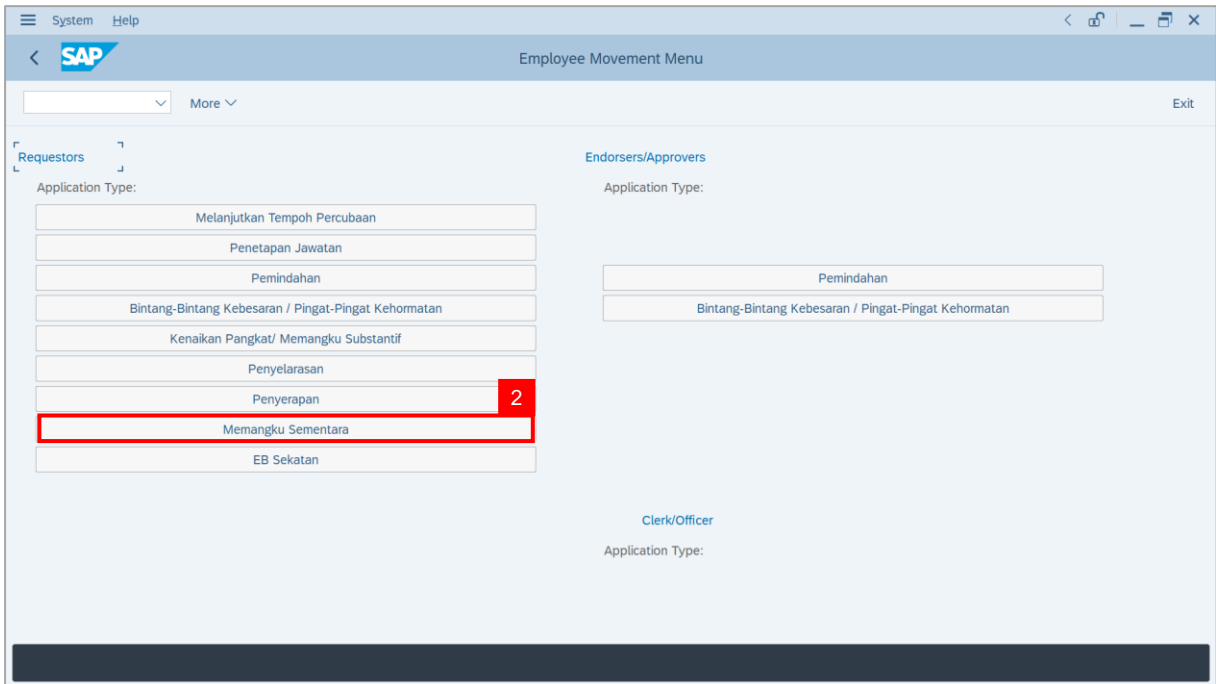 System Help
SAP
Employee Movement Menu
More
Exit
Requestors
Application Type:
Melanjutkan Tempoh Percubaan
Penetapan Jawatan
Pemindahan
Bintang-Bintang Kebesaran / Pingat-Pingat Kehormatan
Kenaikan Pangkat/ Memangku Substantif
Penyelarasan
Penyerapan
2
Memangku Sementara
EB Sekatan
Endorsers/Approvers
Application Type:
Pemindahan
Bintang-Bintang Kebesaran / Pingat-Pingat Kehormatan
Clerk/Officer
Application Type: